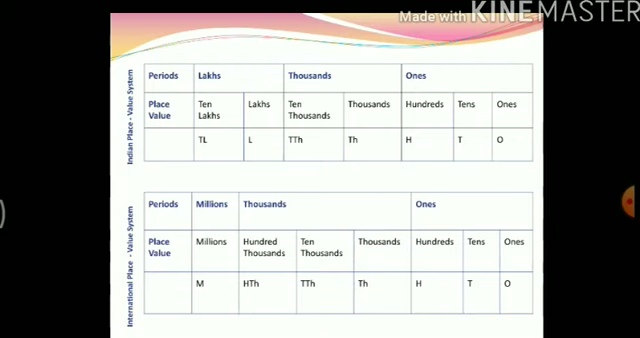 Made with KINEMASTER
Indian Place - Value System
Periods Lakhs Thousands Ones
Place Value Ten Lakhs Lakhs Ten Thousands Thousands Hundreds Tens Ones
TL L TTh Th H T O
International Place - Value System
Periods Millions Thousands Ones
Place Value Millions Hundred Thousands Ten Thousands Thousands Hundreds Tens Ones
M HTh TTh Th H T O